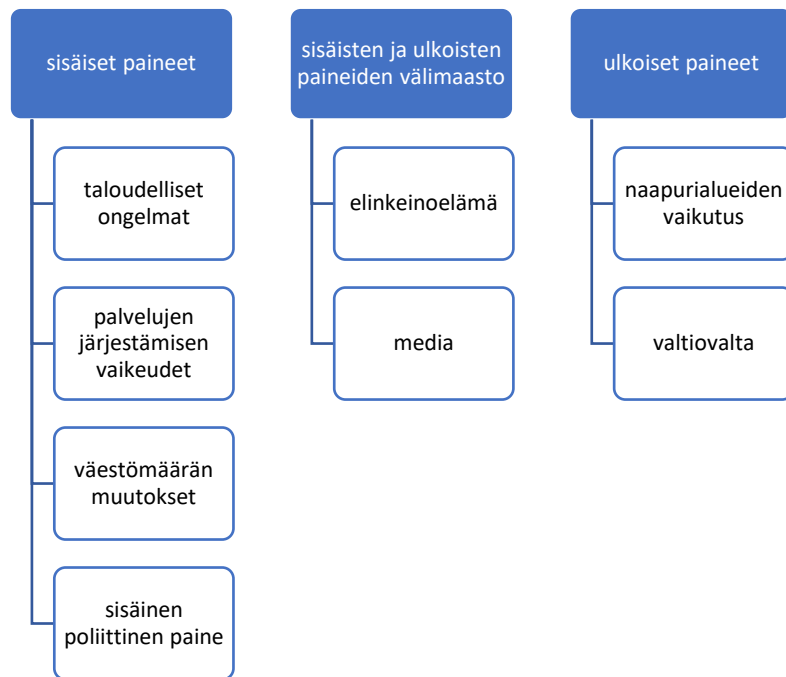 sisäiset paineet
taloudelliset
ongelmat
palvelujen
järjestämisen
vaikeudet
väestömäärän
muutokset
sisäinen
poliittinen paine
sisäisten ja ulkoisten
paineiden välimaasto
elinkeinoelämä
media
ulkoiset paineet
naapurialueiden
vaikutus
valtiovalta